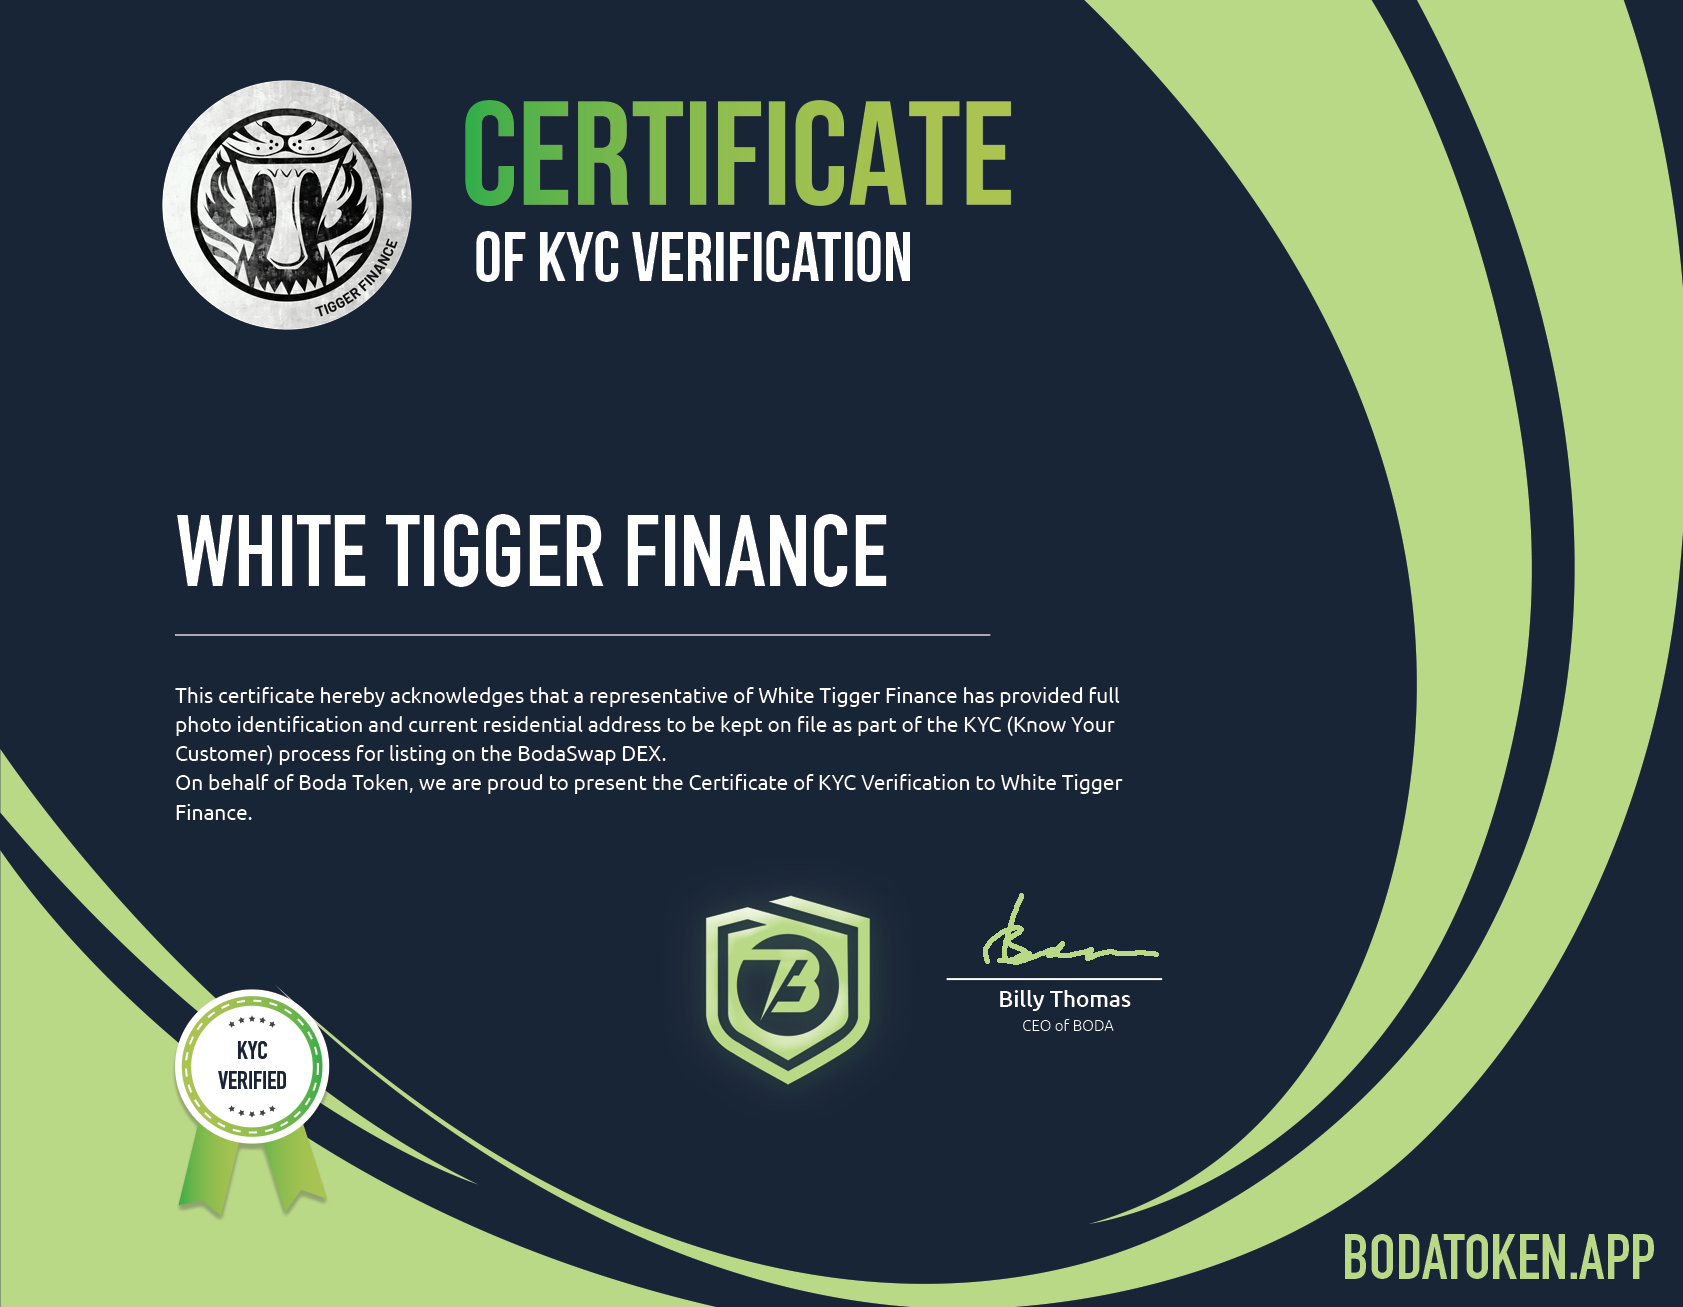 TIGGER FINANCE
CERTIFICATE
OF KYC VERIFICATION
WHITE TIGGER FINANCE
This certificate hereby acknowledges that a representative of White Tigger Finance has provided full
photo identification and current residential address to be kept on file as part of the KYC (Know Your
Customer) process for listing on the BodaSwap DEX.
On behalf of Boda Token, we are proud to present the Certificate of KYC Verification to White Tigger
Finance.
Billy Thomas
CEO of BODA
KYC
VERIFIED
BODATOKEN.APP